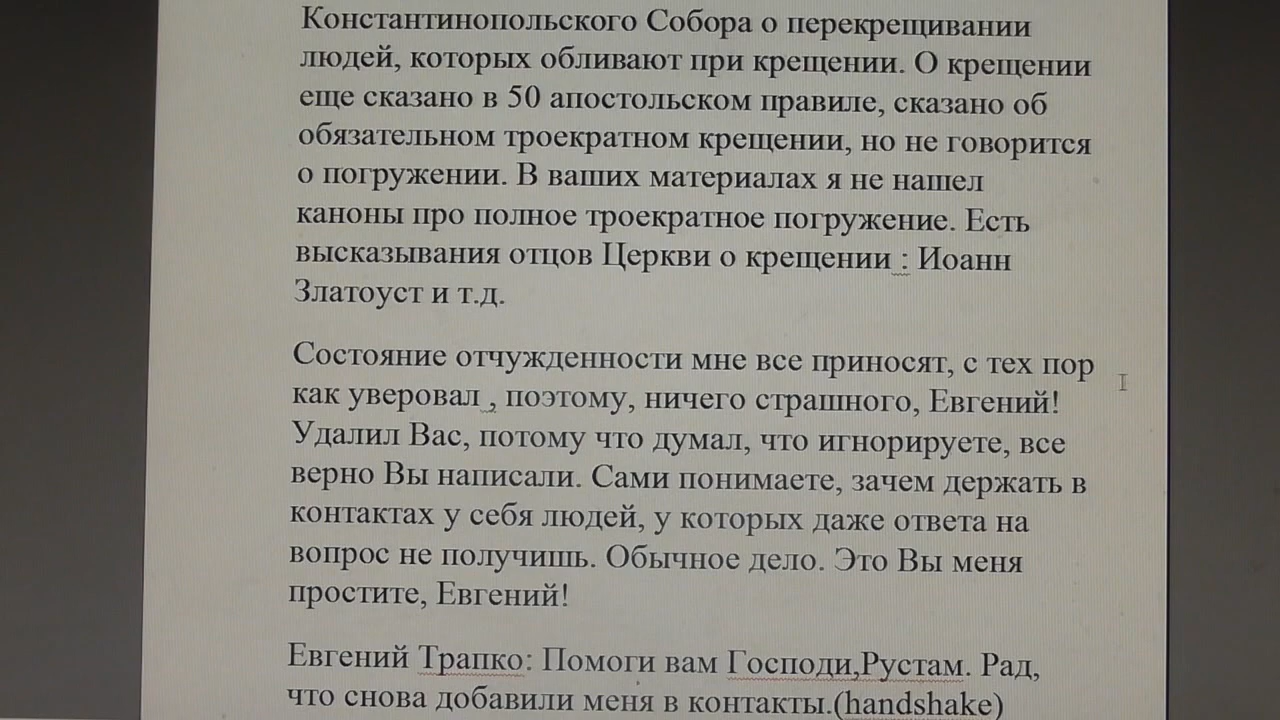 Константинопольского Собора о перекрещивании
людей, которых обливают при крещении. О крещении
еще сказано в 50 апостольском правиле, сказано об
обязательном троекратном крещении, но не говорится
о погружении. В ваших материалах я не нашел
каноны про полное троекратное погружение. Есть
высказывания отцов Церкви о крещении : Иоанн
Златоуст и т.д.
Состояние отчужденности мне все приносят, с тех пор
как уверовал , поэтому, ничего страшного, Евгений!
Удалил Вас, потому что думал, что игнорируете, все
верно Вы написали. Сами понимаете, зачем держать в
контактах у себя людей, у которых даже ответа на
вопрос не получишь. Обычное дело. Это Вы меня
простите, Евгений!
Евгений Трапко: Помоги вам Господи,Рустам. Рад,
что снова добавили меня в контакты.(handshake)